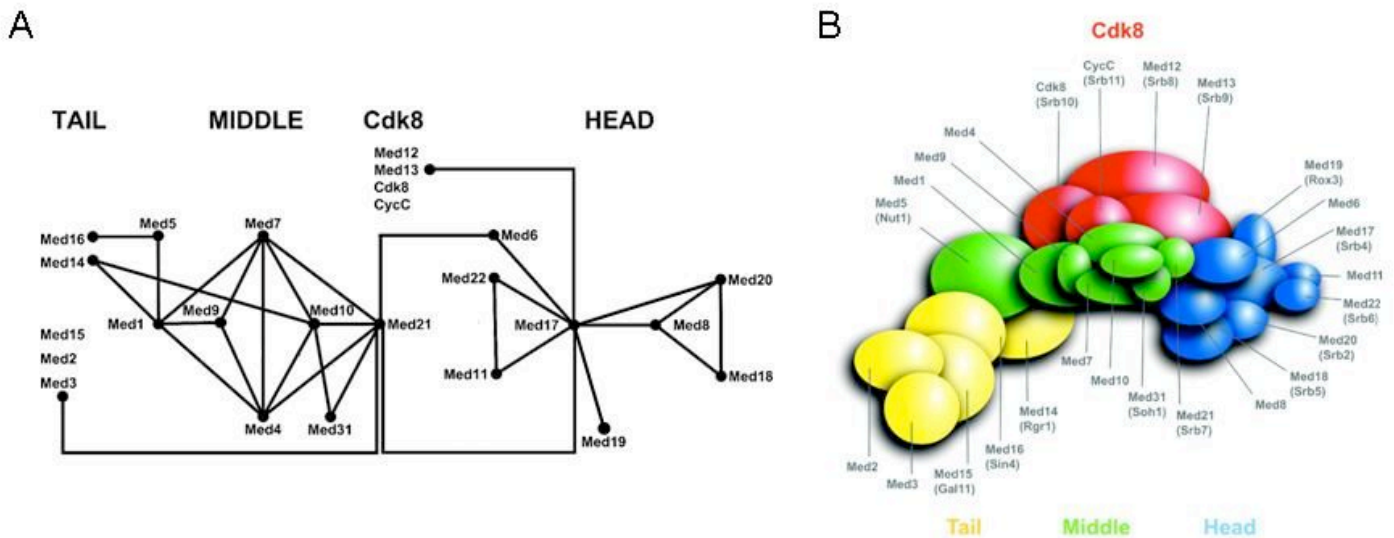 A
B
TAIL
MIDDLE
Cdk8
HEAD
Med12
Med13
Cdk8
CycC
Med16
Med5
Med7
Med14
Med6
Med22
Med20
Med1
Med9
Med10
Med21
Med17
Med8
Med15
Med2
Med3
Med11
Med18
Med4
Med31
Med19
Cdk8
CycC
(Srb11)
Med12
(Srb8)
Cdk8
(Srb10)
Med13
(Srb9)
Med4
Med9
Med1
Med5
(Nut1)
Med19
(Rox3)
Med6
Med17
(Srb4)
Med11
Med22
(Srb6)
Med20
(Srb2)
Med18
(Srb5)
Med8
Med7
Med10
Med31
(Soh1)
Med21
(Srb7)
Med14
(Rgr1)
Med16
(Sin4)
Med15
(Gal11)
Med3
Med2
Tail
Middle
Head